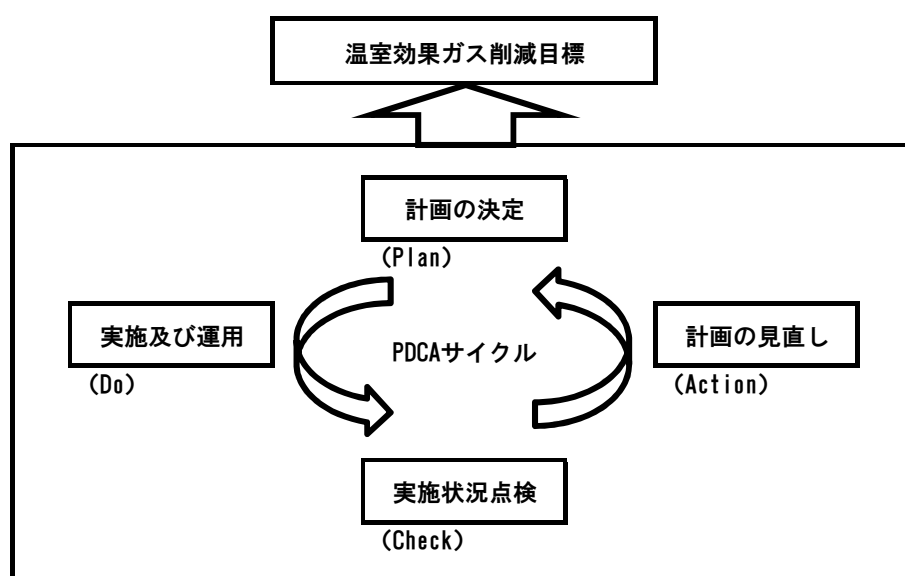 温室効果ガス削減目標
計画の決定
(Plan)
実施及び運用
(Do)
PDCAサイクル
計画の見直し
(Action)
実施状況点検
(Check)